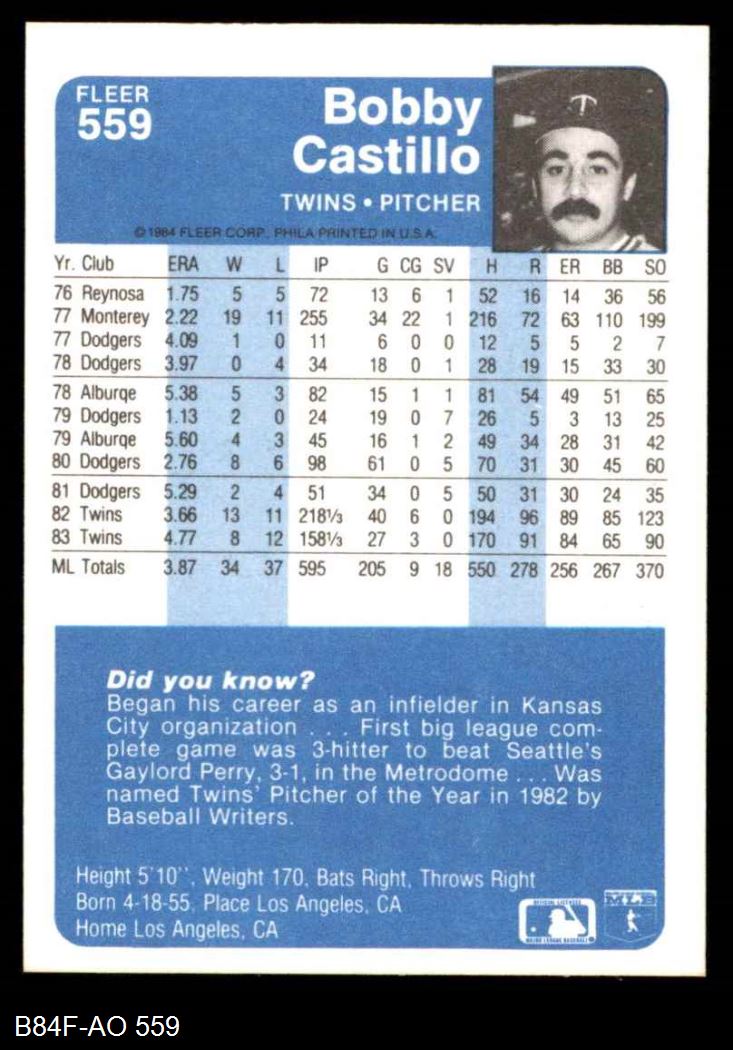 FLEER
559
Bobby
Castillo
TWINS • PITCHER
© 1984 FLEER CORP. PHILA PRINTED IN U.S.A.
Yr. Club ERA W L IP G CG SV H R ER BB SO
76 Reynosa 1.75 5 5 72 13 6 1 52 16 14 36 56
77 Monterey 2.22 19 11 255 34 22 1 216 72 63 110 199
77 Dodgers 4.09 1 0 11 6 0 0 12 5 5 2 7
78 Dodgers 3.97 0 4 34 18 0 1 28 19 15 33 30
78 Alburqe 5.38 5 3 82 15 1 1 81 54 49 51 65
79 Dodgers 1.13 2 0 24 19 0 7 26 5 3 13 25
79 Alburqe 5.60 4 3 45 16 1 2 49 34 28 31 42
80 Dodgers 2.76 8 6 98 61 0 5 70 31 30 45 60
81 Dodgers 5.29 2 4 51 34 0 5 50 31 30 24 35
82 Twins 3.66 13 11 218⅓ 40 6 0 194 96 89 85 123
83 Twins 4.77 8 12 158⅓ 27 3 0 170 91 84 65 90
ML Totals 3.87 34 37 595 205 9 18 550 278 256 267 370
Did you know?
Began his career as an infielder in Kansas
City organization . . . First big league com-
plete game was 3-hitter to beat Seattle's
Gaylord Perry, 3-1, in the Metrodome . . . Was
named Twins' Pitcher of the Year in 1982 by
Baseball Writers.
Height 5'10'', Weight 170, Bats Right, Throws Right
Born 4-18-55, Place Los Angeles, CA
Home Los Angeles, CA
OFFICIAL LICENSEE
MAJOR LEAGUE BASEBALL
B84F-AO 559